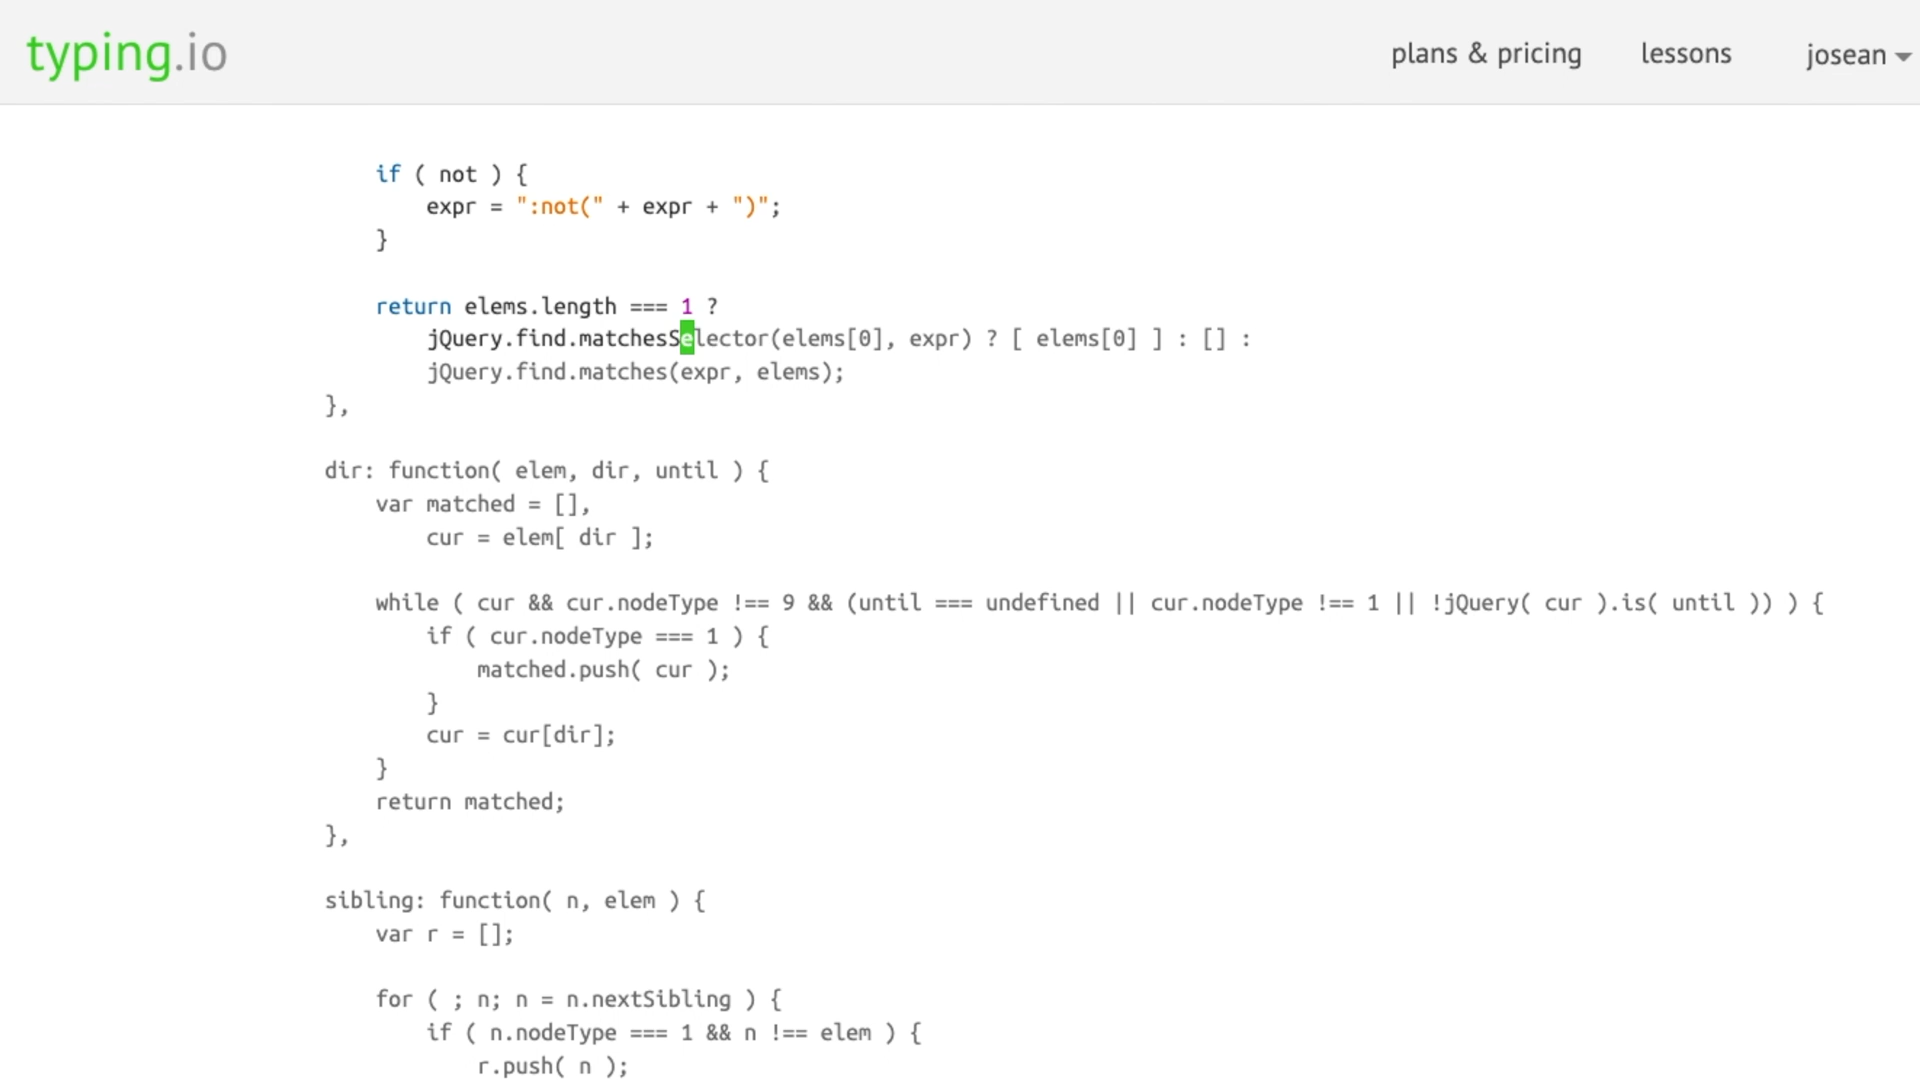 typing.io
plans & pricing
lessons
josean
if ( not ) {
expr = ":not(" + expr + ")";
}
return elems.length === 1 ?
jQuery.find.matchesSelector(elems[0], expr) ? [ elems[0] ] : [] :
jQuery.find.matches(expr, elems);
},
dir: function( elem, dir, until ) {
var matched = [],
cur = elem[ dir ];
while ( cur && cur.nodeType !== 9 && (until === undefined || cur.nodeType !== 1 || !jQuery( cur ).is( until )) ) {
if ( cur.nodeType === 1 ) {
matched.push( cur );
}
cur = cur[dir];
}
return matched;
},
sibling: function( n, elem ) {
var r = [];
for ( ; n; n = n.nextSibling ) {
if ( n.nodeType === 1 && n !== elem ) {
r.push( n );